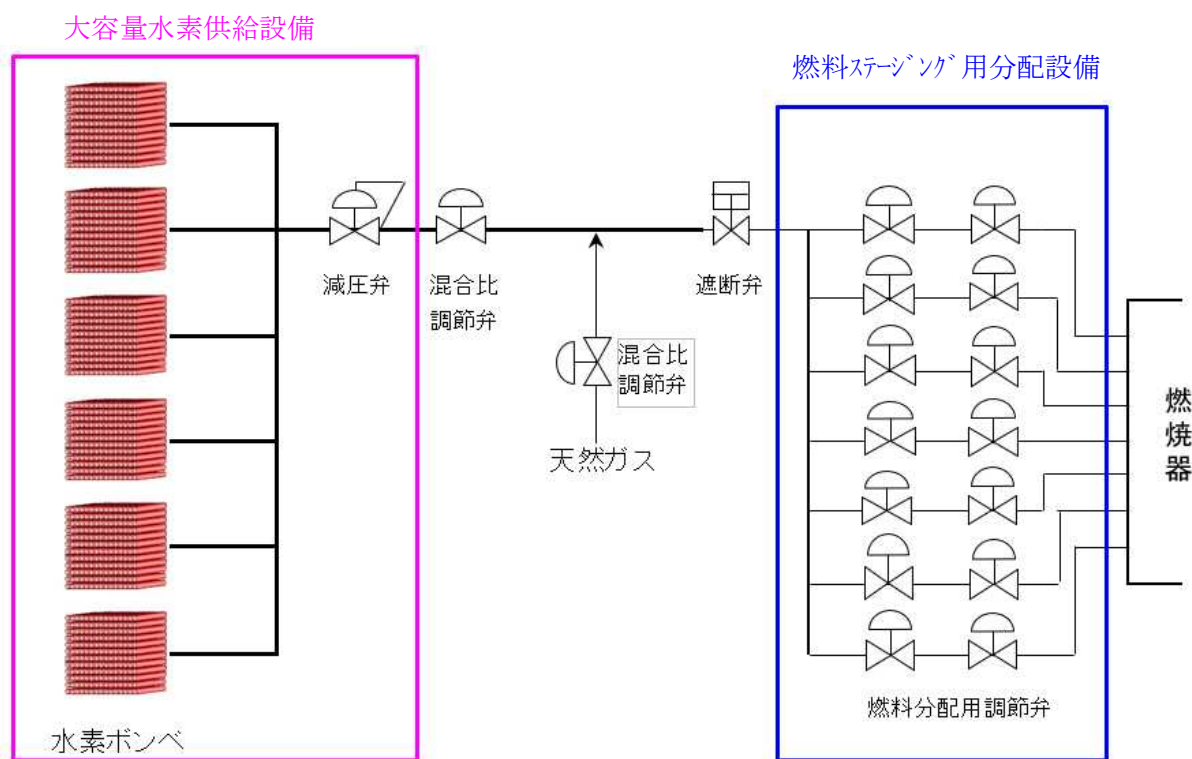 大容量水素供給設備
燃料ｽﾃｰｼﾞﾝｸﾞ用分配設備
減圧弁
混合比
調節弁
遮断弁
混合比
調節弁
天然ガス
燃
焼
器
燃料分配用調節弁
水素ボンベ